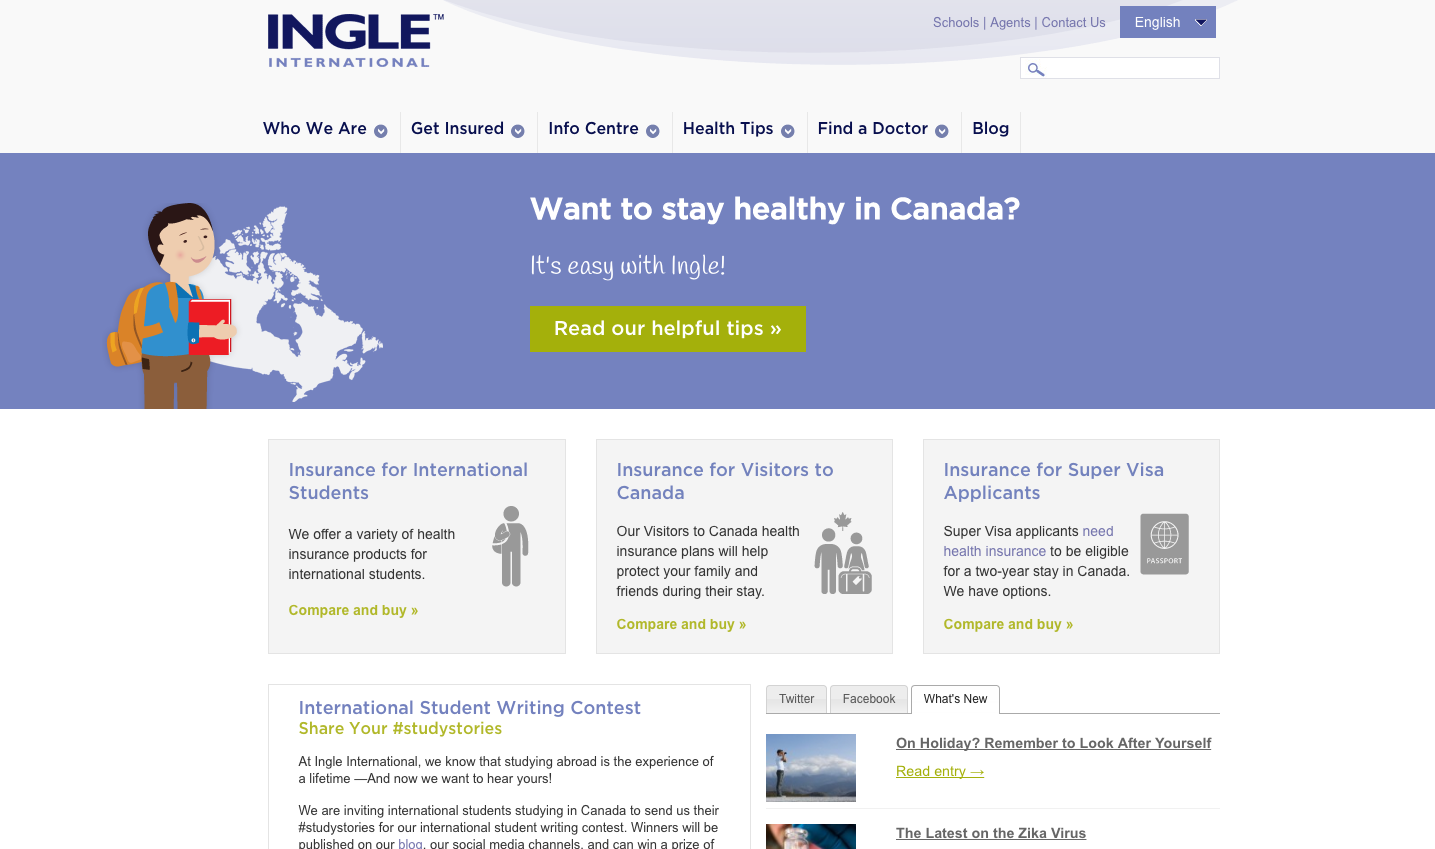 INGLE™
INTERNATIONAL
Schools | Agents | Contact Us
English
Who We Are
Get Insured
Info Centre
Health Tips
Find a Doctor
Blog
Want to stay healthy in Canada?
It's easy with Ingle!
Read our helpful tips »
Insurance for International
Students
We offer a variety of health
insurance products for
international students.
Compare and buy »
Insurance for Visitors to
Canada
Our Visitors to Canada health
insurance plans will help
protect your family and
friends during their stay.
Compare and buy »
Insurance for Super Visa
Applicants
Super Visa applicants need
health insurance to be eligible
for a two-year stay in Canada.
We have options.
PASSPORT
Compare and buy »
International Student Writing Contest
Share Your #studystories
At Ingle International, we know that studying abroad is the experience of
a lifetime —And now we want to hear yours!
We are inviting international students studying in Canada to send us their
#studystories for our international student writing contest. Winners will be
published on our blog, our social media channels, and can win a prize of
Twitter
Facebook
What's New
On Holiday? Remember to Look After Yourself
Read entry →
The Latest on the Zika Virus